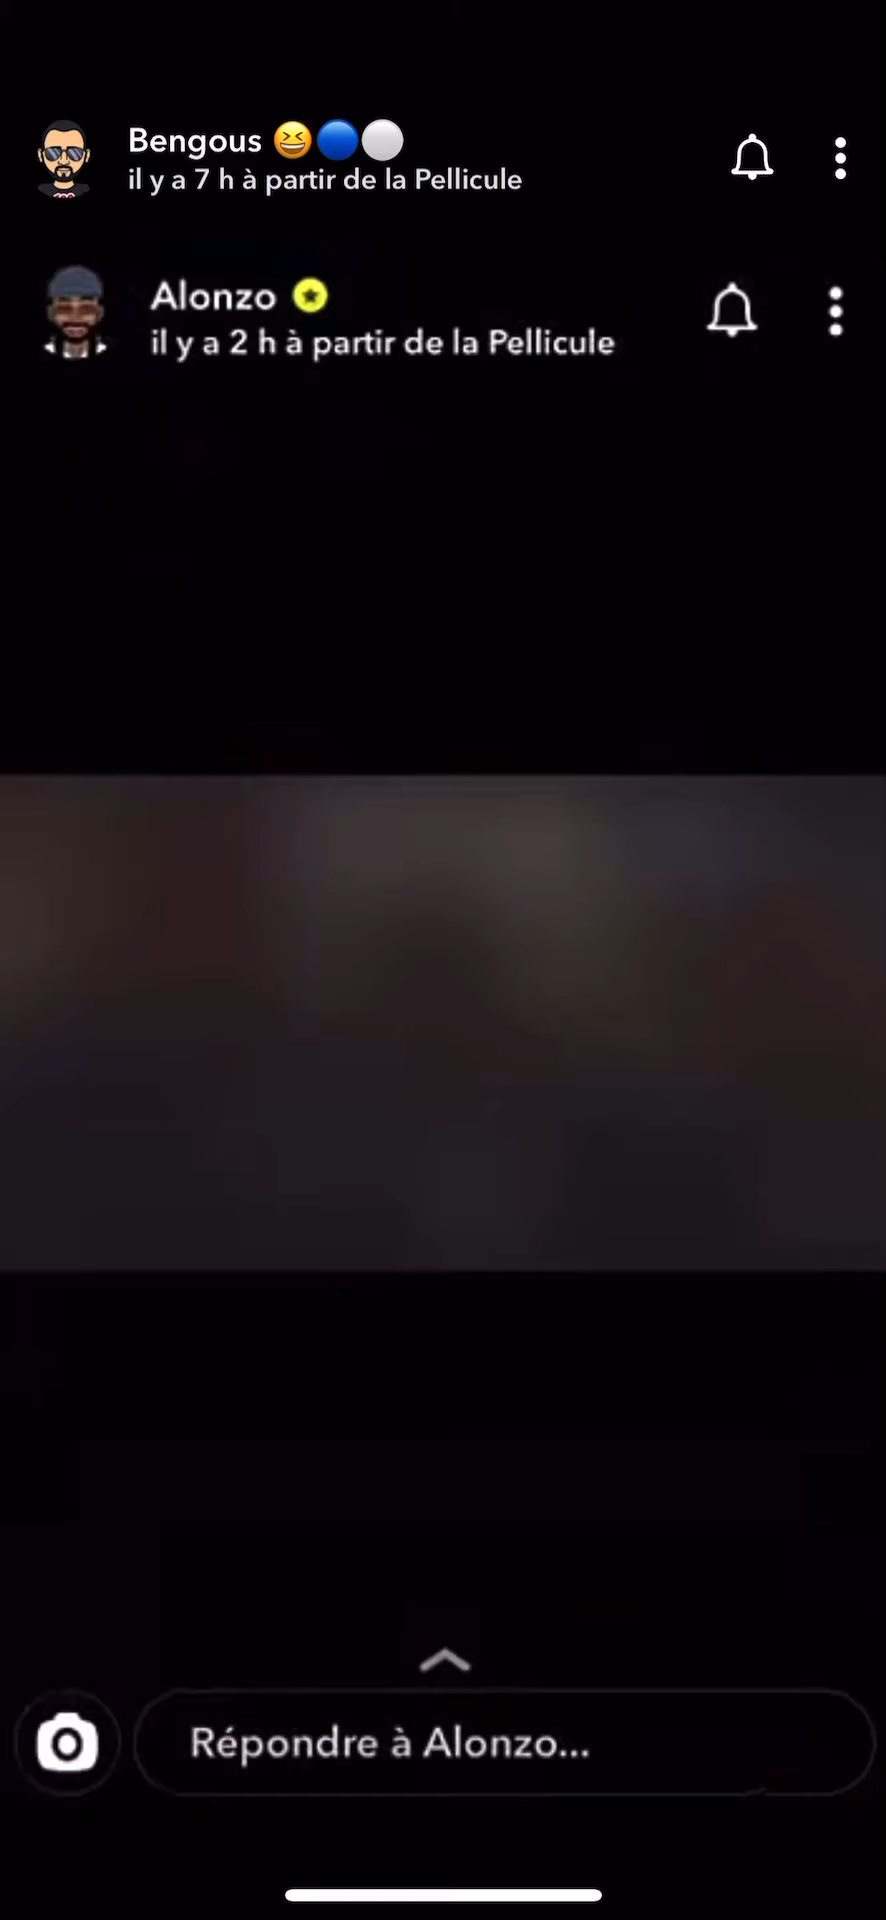 Bengous 😆🔵⚪
il y a 7 h à partir de la Pellicule
Alonzo
il y a 2 h à partir de la Pellicule
Répondre à Alonzo...